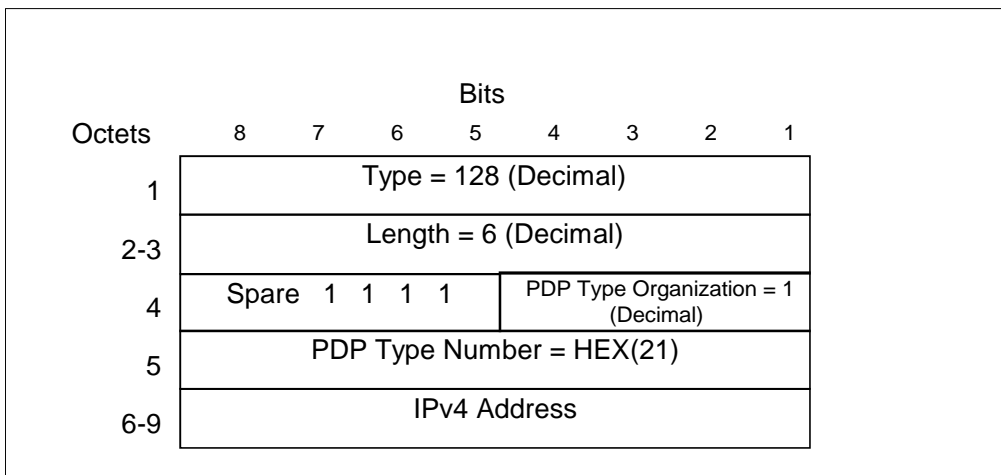 Bits
Octets 8 7 6 5 4 3 2 1
1 Type = 128 (Decimal)
2-3 Length = 6 (Decimal)
4 Spare 1 1 1 1 PDP Type Organization = 1
(Decimal)
5 PDP Type Number = HEX(21)
6-9 IPv4 Address